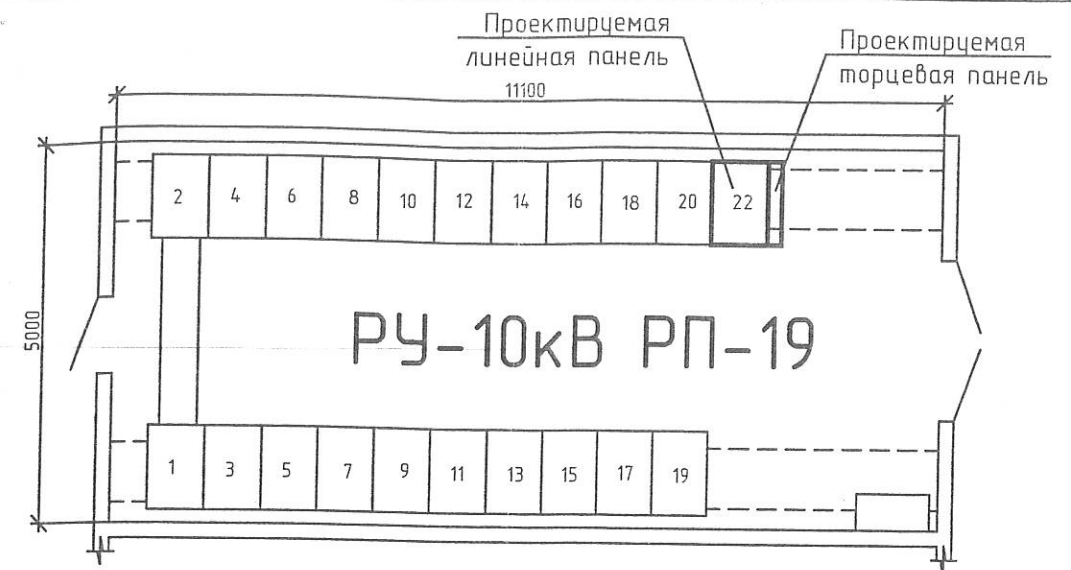 Проектируемая
линейная панель
Проектируемая
торцевая панель
11100
5000
2 4 6 8 10 12 14 16 18 20 22
РУ-10кВ РП-19
1 3 5 7 9 11 13 15 17 19